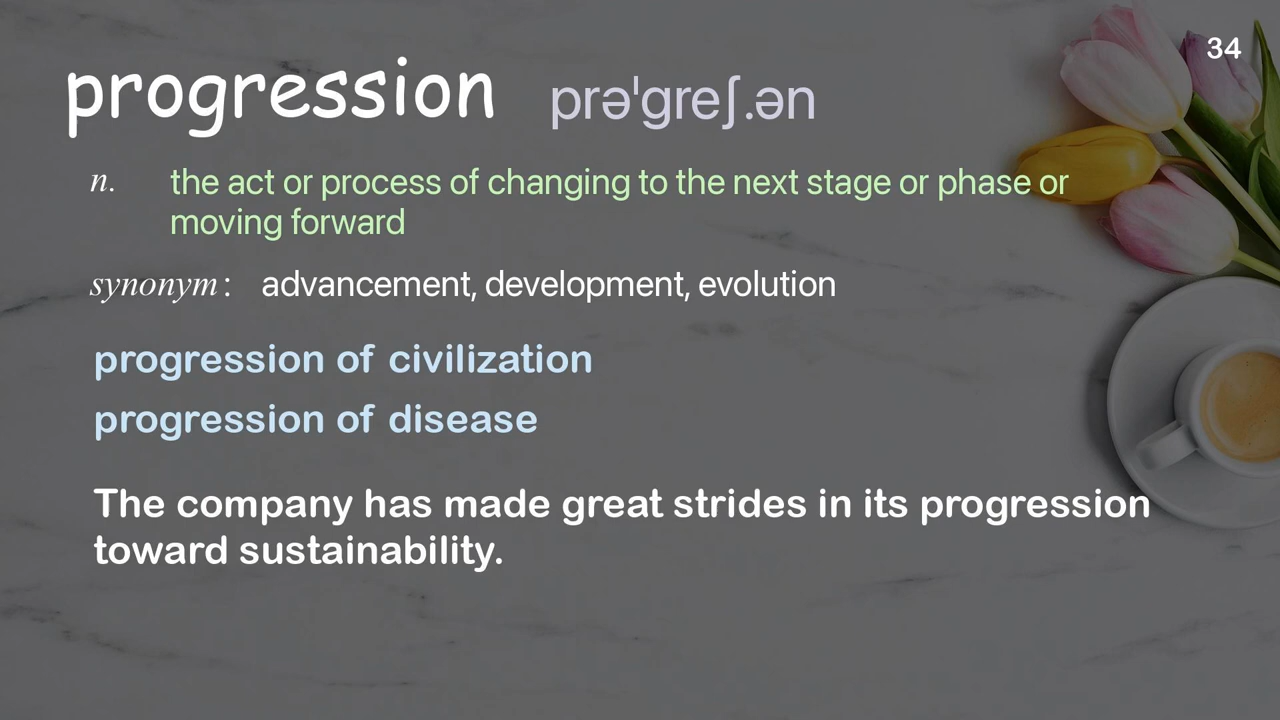 34
progression prəˈɡreʃ.ən
n. the act or process of changing to the next stage or phase or
moving forward
synonym: advancement, development, evolution
progression of civilization
progression of disease
The company has made great strides in its progression
toward sustainability.